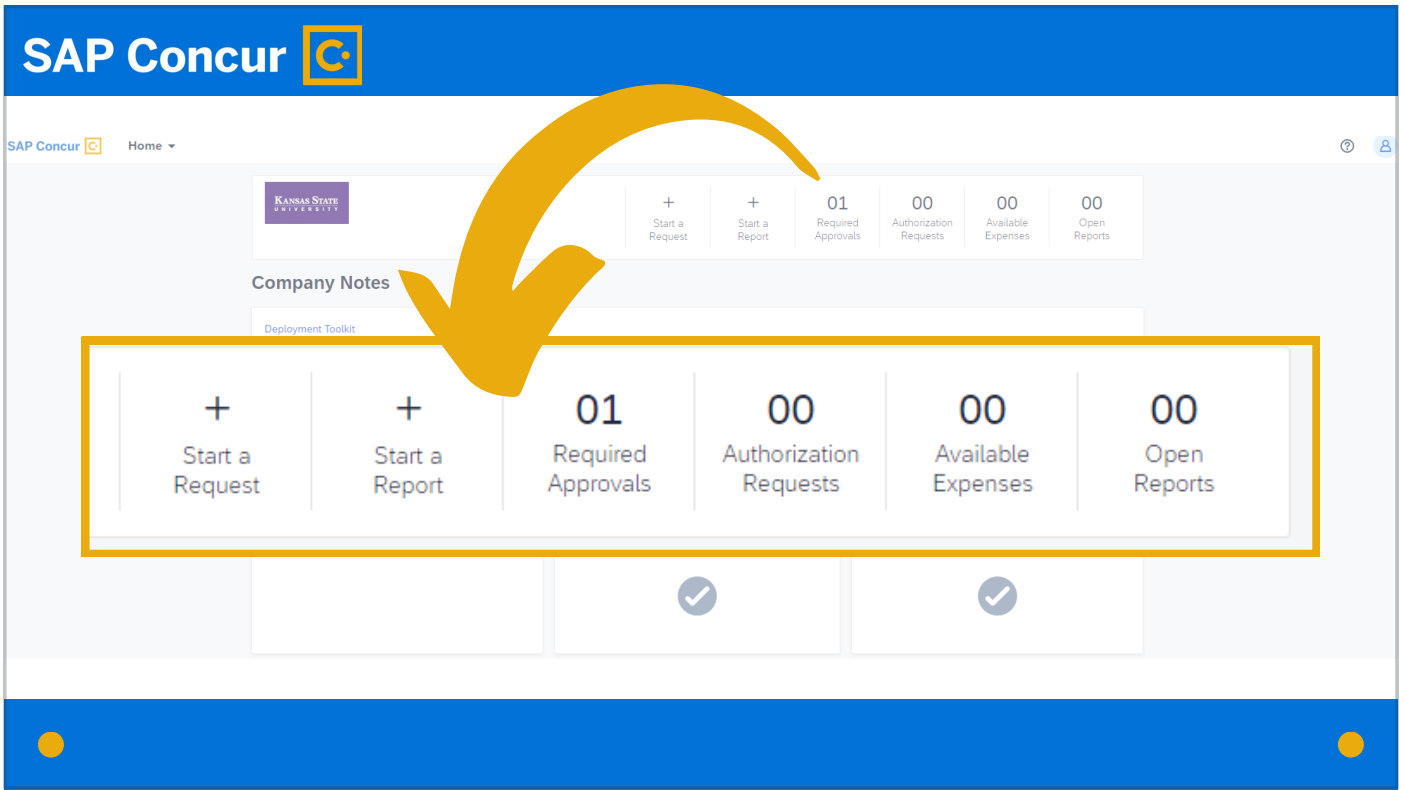 SAP Concur C
SAP Concur C Home
KANSAS STATE
UNIVERSITY
+
Start a
Request
+
Start a
Report
01
Required
Approvals
00
Authorization
Requests
00
Available
Expenses
00
Open
Reports
Company Notes
Deployment Toolkit
+
Start a
Request
+
Start a
Report
01
Required
Approvals
00
Authorization
Requests
00
Available
Expenses
00
Open
Reports